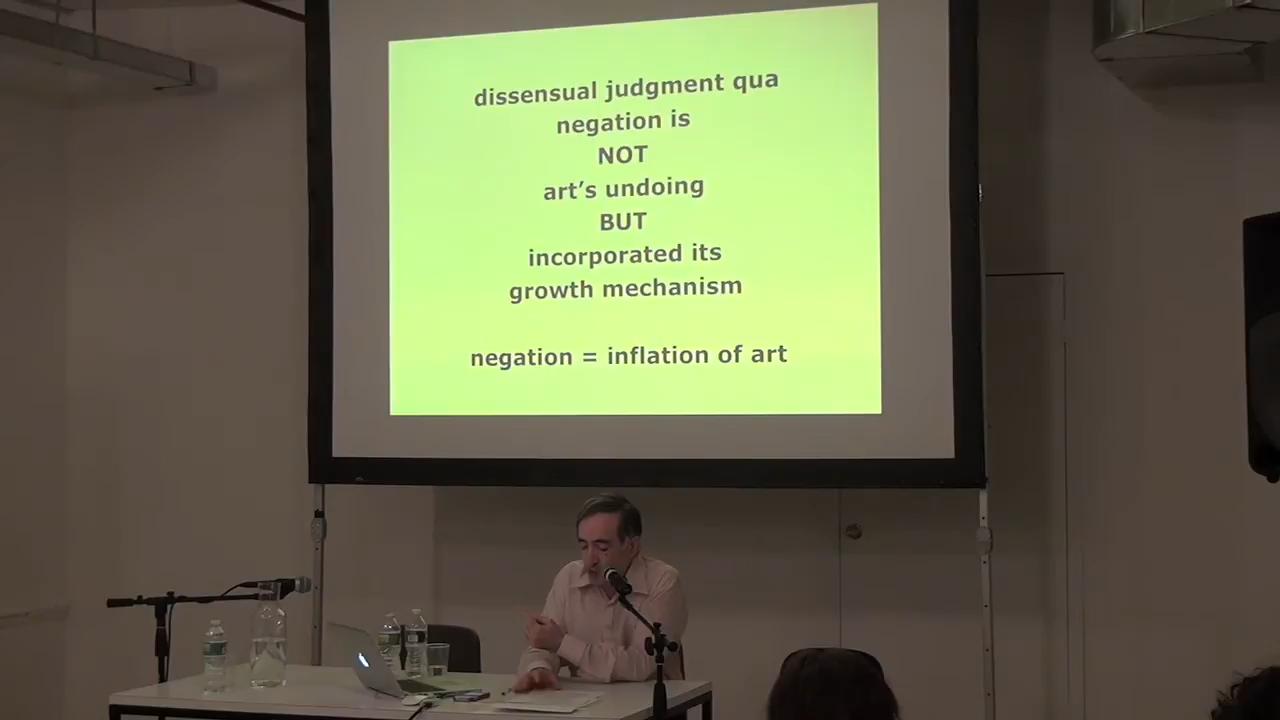 dissensual judgment qua
negation is
NOT
art's undoing
BUT
incorporated its
growth mechanism
negation = inflation of art